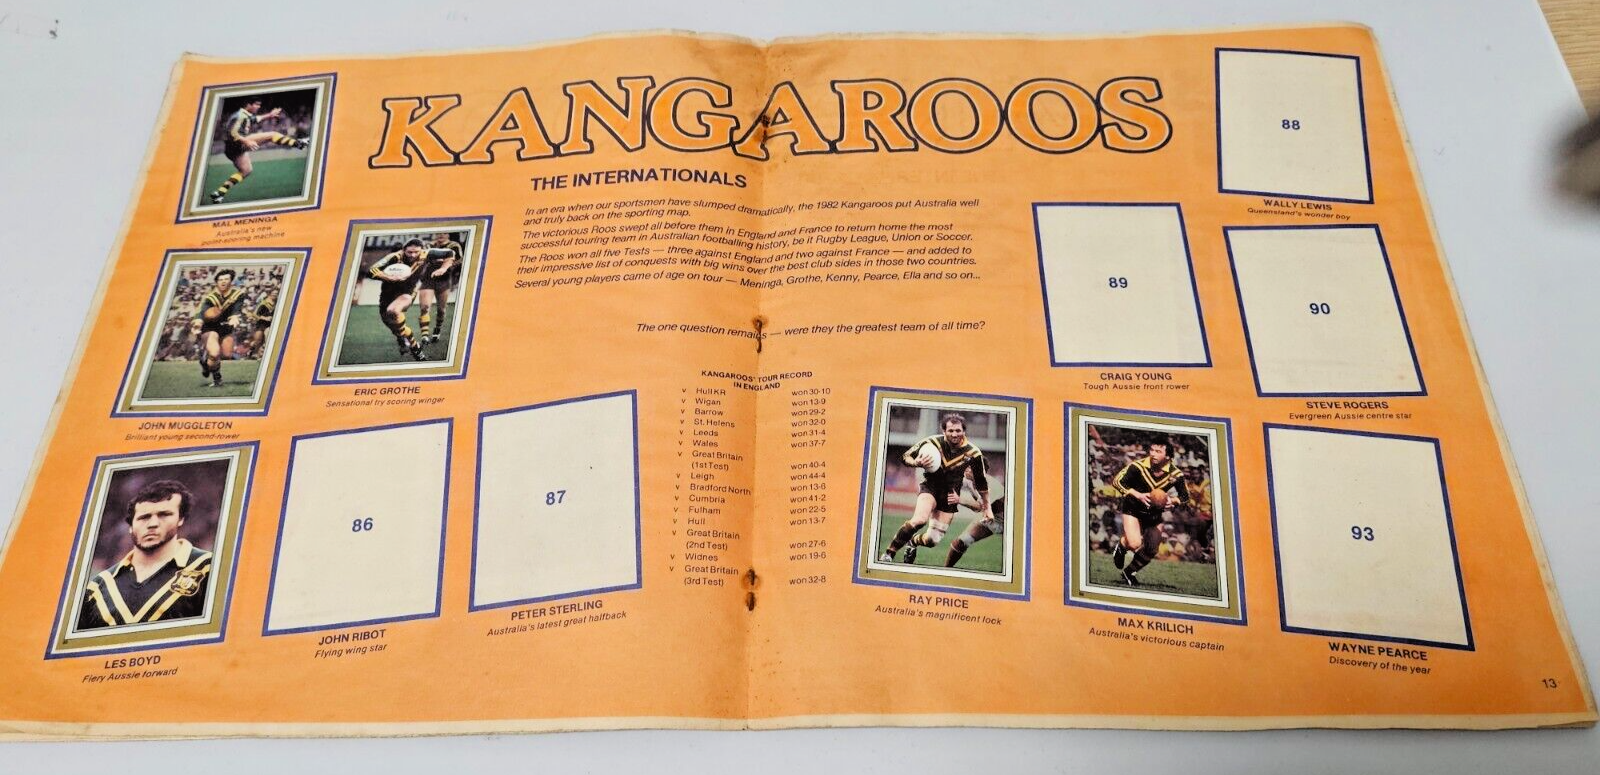 KANGAROOS
THE INTERNATIONALS
In an era when our sportsmen have slumped dramatically, the 1982 Kangaroos put Australia well
and truly back on the sporting map.
The victorious Roos swept all before them in England and France to return home the most
successful touring team in Australian footballing history, be it Rugby League, Union or Soccer.
The Roos won all five Tests — three against England and two against France — and added to
their impressive list of conquests with big wins over the best club sides in those two countries.
Several young players came of age on tour — Meninga, Grothe, Kenny, Pearce, Ella and so on...
The one question remains — were they the greatest team of all time?
KANGAROOS' TOUR RECORD
IN ENGLAND
v Hull KR won 30-10
v Wigan won 13-9
v Barrow won 29-2
v St. Helens won 32-0
v Leeds won 31-4
v Wales won 37-7
v Great Britain
(1st Test) won 40-4
v Leigh won 44-4
v Bradford North won 13-6
v Cumbria won 41-2
v Fulham won 22-5
v Hull won 13-7
v Great Britain
(2nd Test) won 27-6
v Widnes won 19-6
v Great Britain
(3rd Test) won 32-8
MAL MENINGA
Australia's new
point-scoring machine
JOHN MUGGLETON
Brilliant young second-rower
ERIC GROTHE
Sensational try scoring winger
LES BOYD
Fiery Aussie forward
86
JOHN RIBOT
Flying wing star
87
PETER STERLING
Australia's latest great halfback
88
WALLY LEWIS
Queensland's wonder boy
89
CRAIG YOUNG
Tough Aussie front rower
90
STEVE ROGERS
Evergreen Aussie centre star
RAY PRICE
Australia's magnificent lock
MAX KRILICH
Australia's victorious captain
93
WAYNE PEARCE
Discovery of the year
13